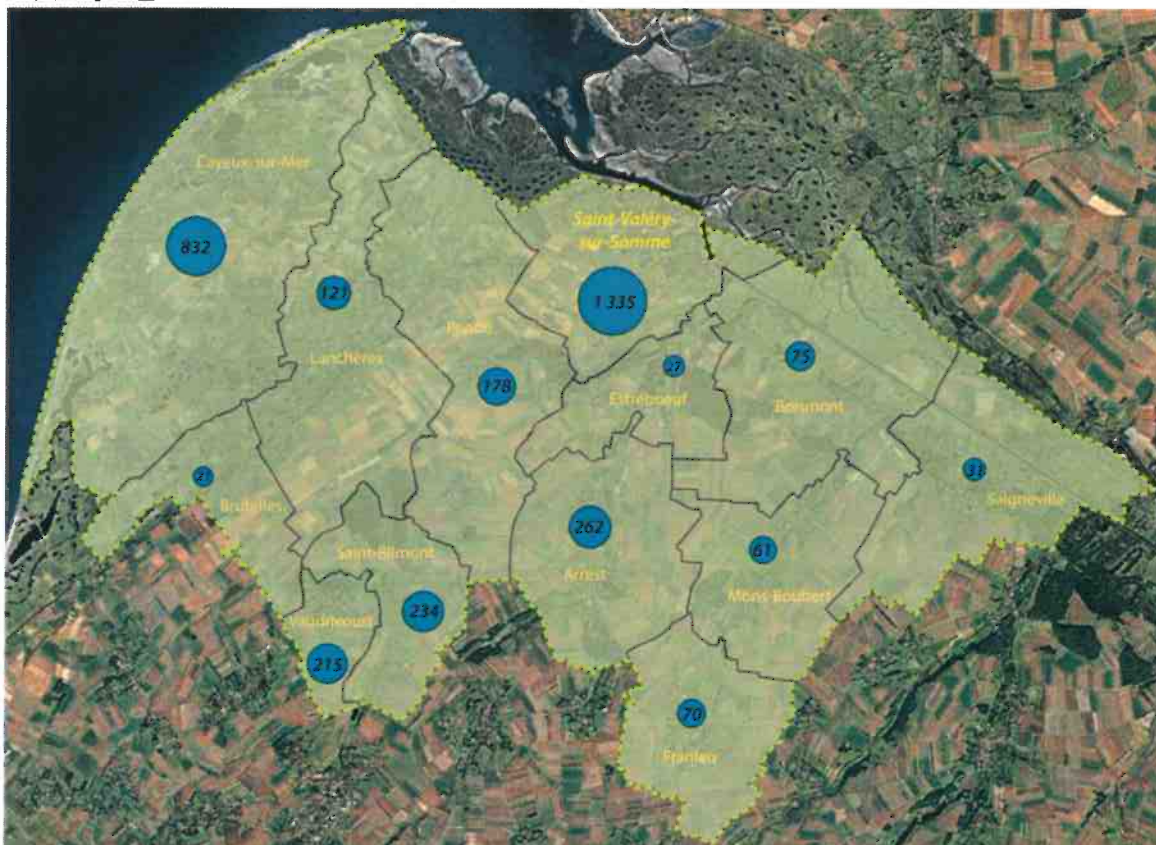 Cayeux-sur-Mer
832
121
Lanchères
Pendé
178
Saint-Valéry-
sur-Somme
1 335
27
Estréboeuf
75
Boismont
33
Saigneville
21
Brutelles
Saint-Blimont
234
Vaudricourt
215
262
Arrest
61
Mons-Boubert
70
Franleu